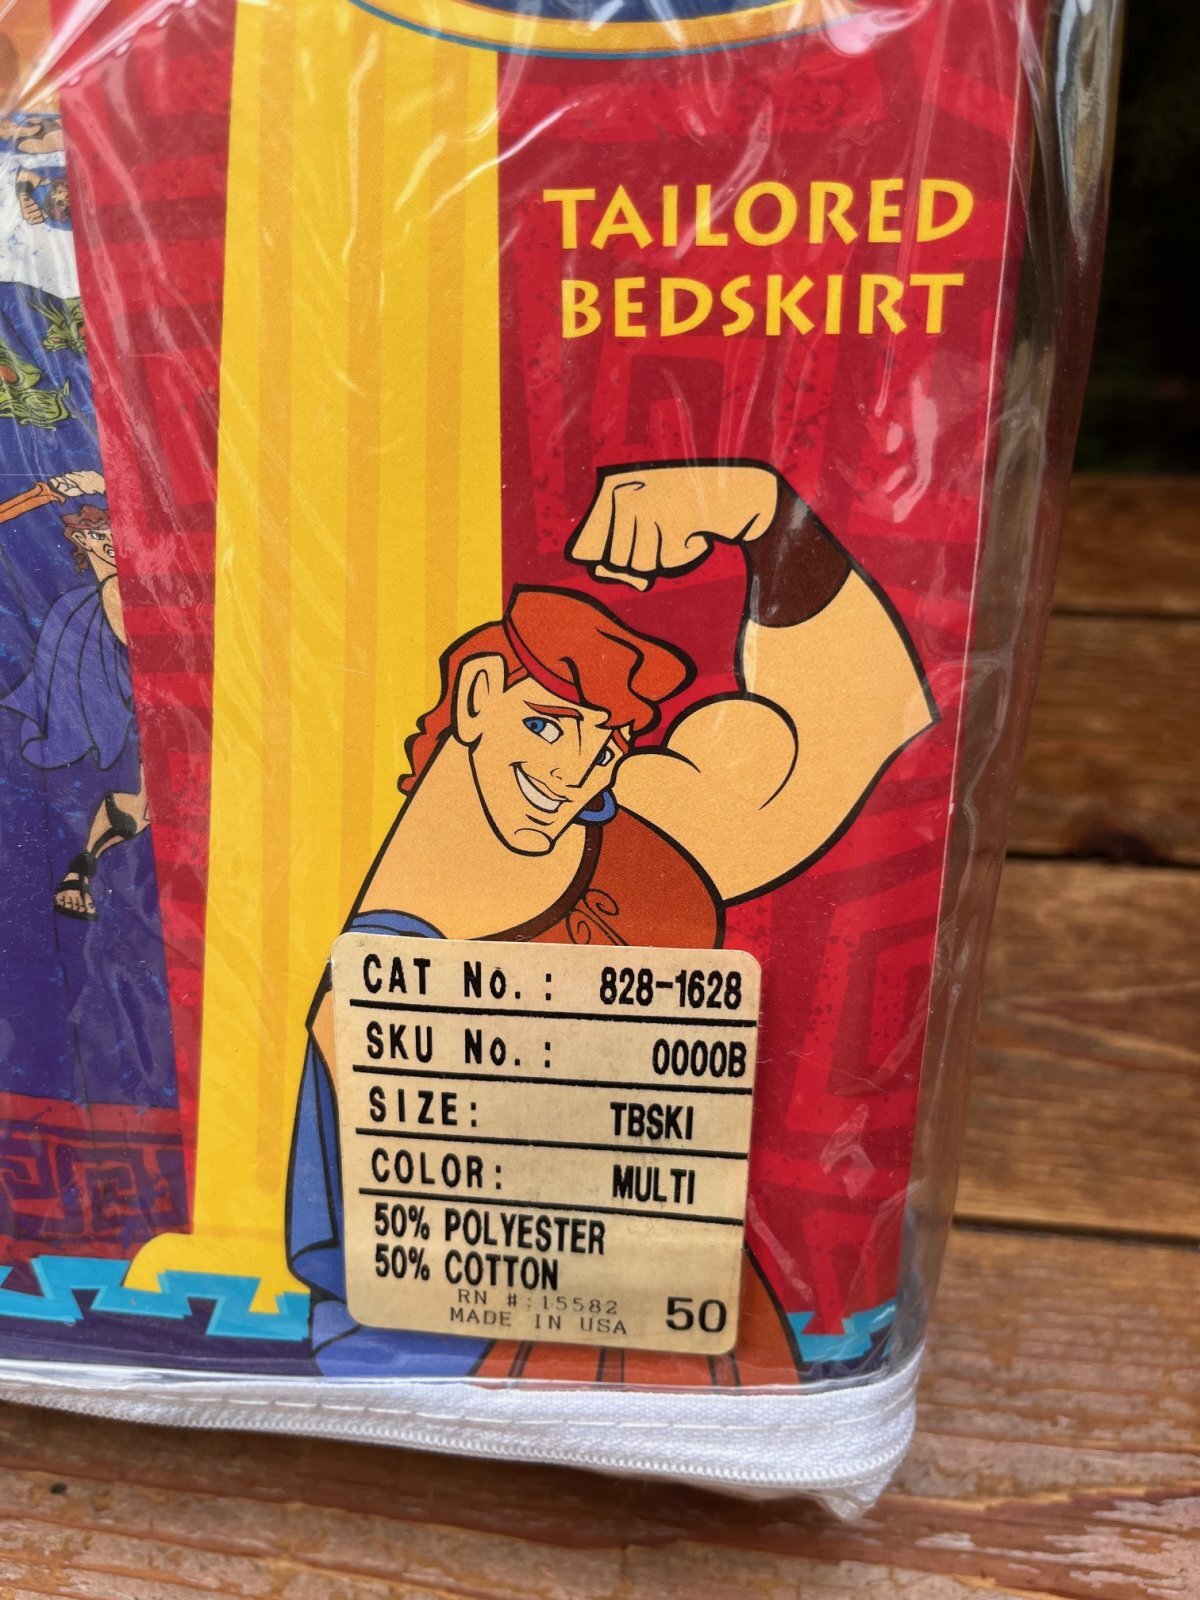 TAILORED
BEDSKIRT
CAT No.: 828-1628
SKU No.: 0000B
SIZE: TBSKI
COLOR: MULTI
50% POLYESTER
50% COTTON
RN #:15582
MADE IN USA 50